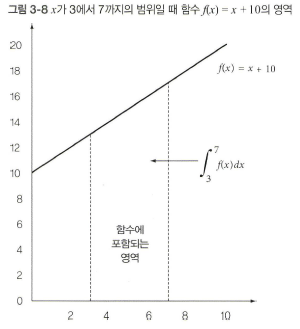 그림 3-8 x가 3에서 7까지의 범위일 때 함수 f(x) = x + 10의 영역
20
18
16
14
12
10
8
6
4
2
0
f(x) = x + 10
∫₃⁷ f(x)dx
함수에
포함되는
영역
2 4 6 8 10